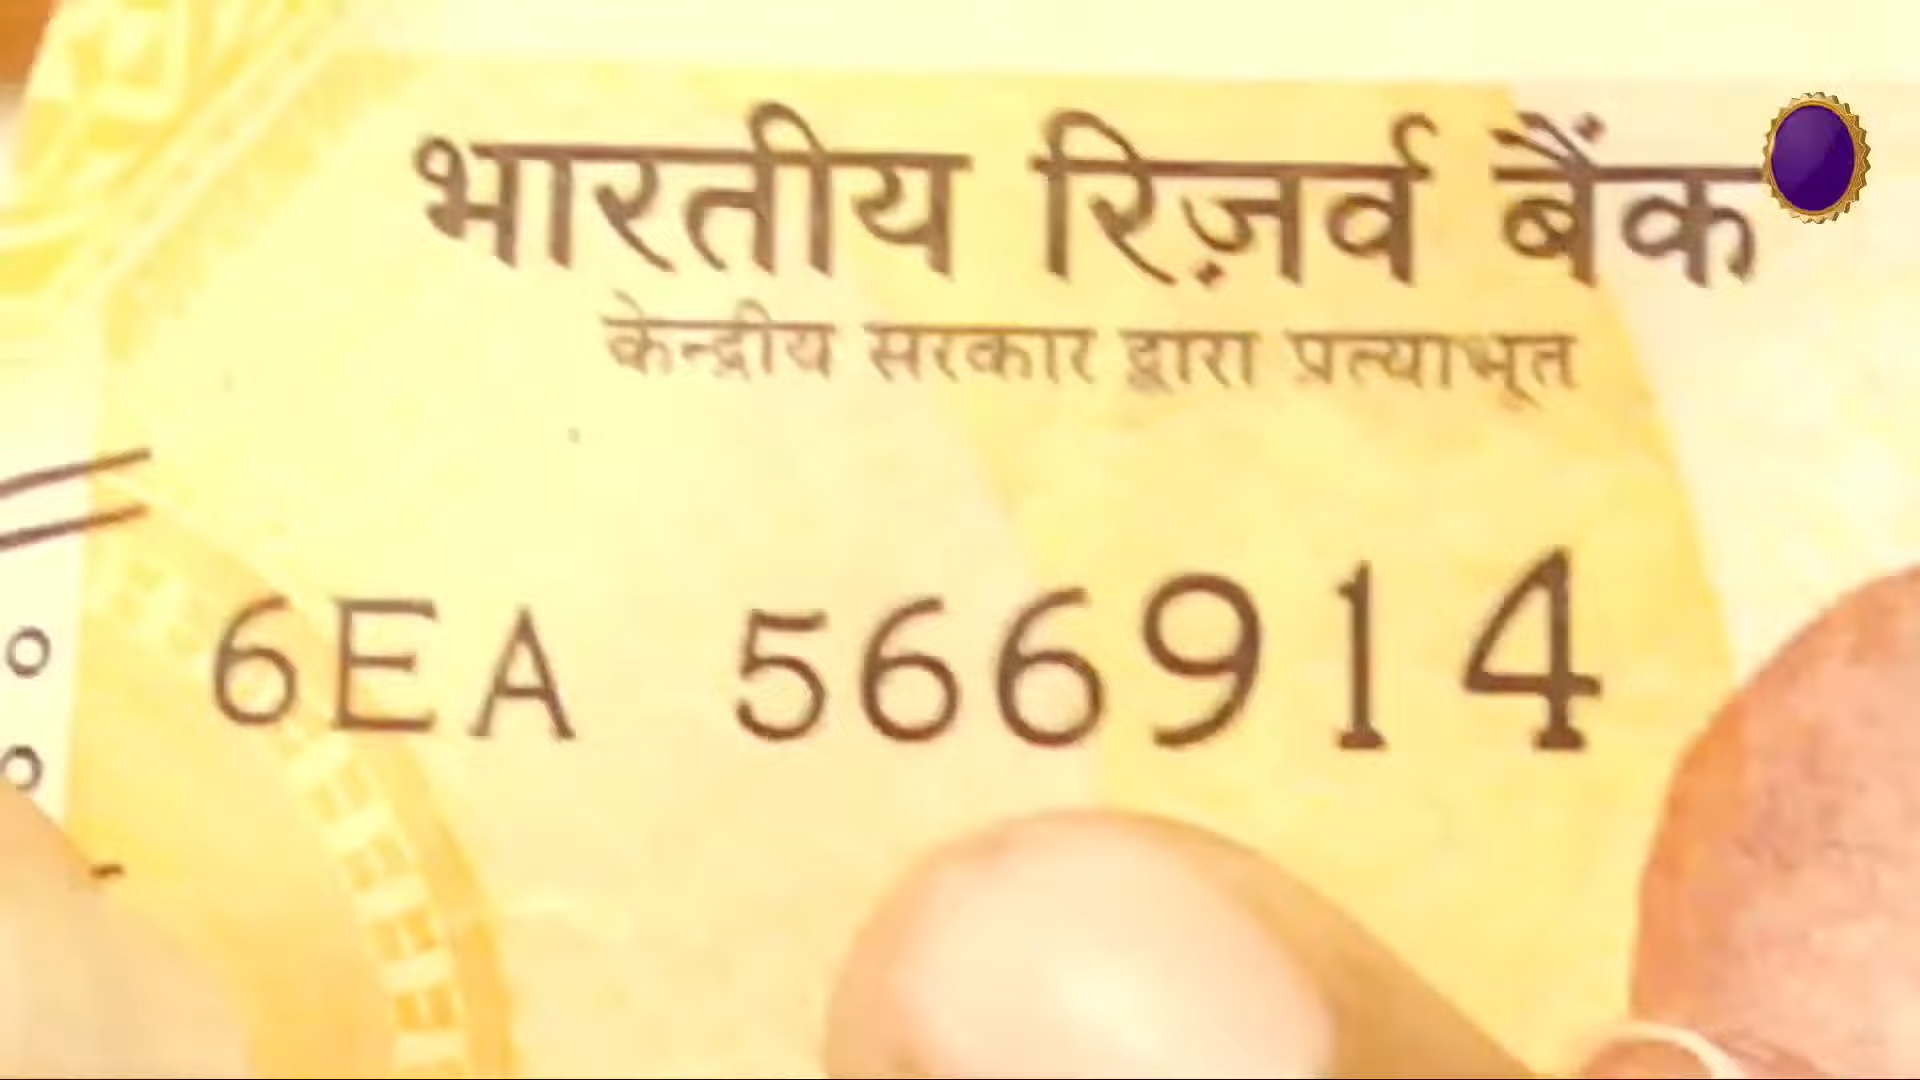 भारतीय रिज़र्व बैंक
केन्द्रीय सरकार द्वारा प्रत्याभूत
6EA 566914